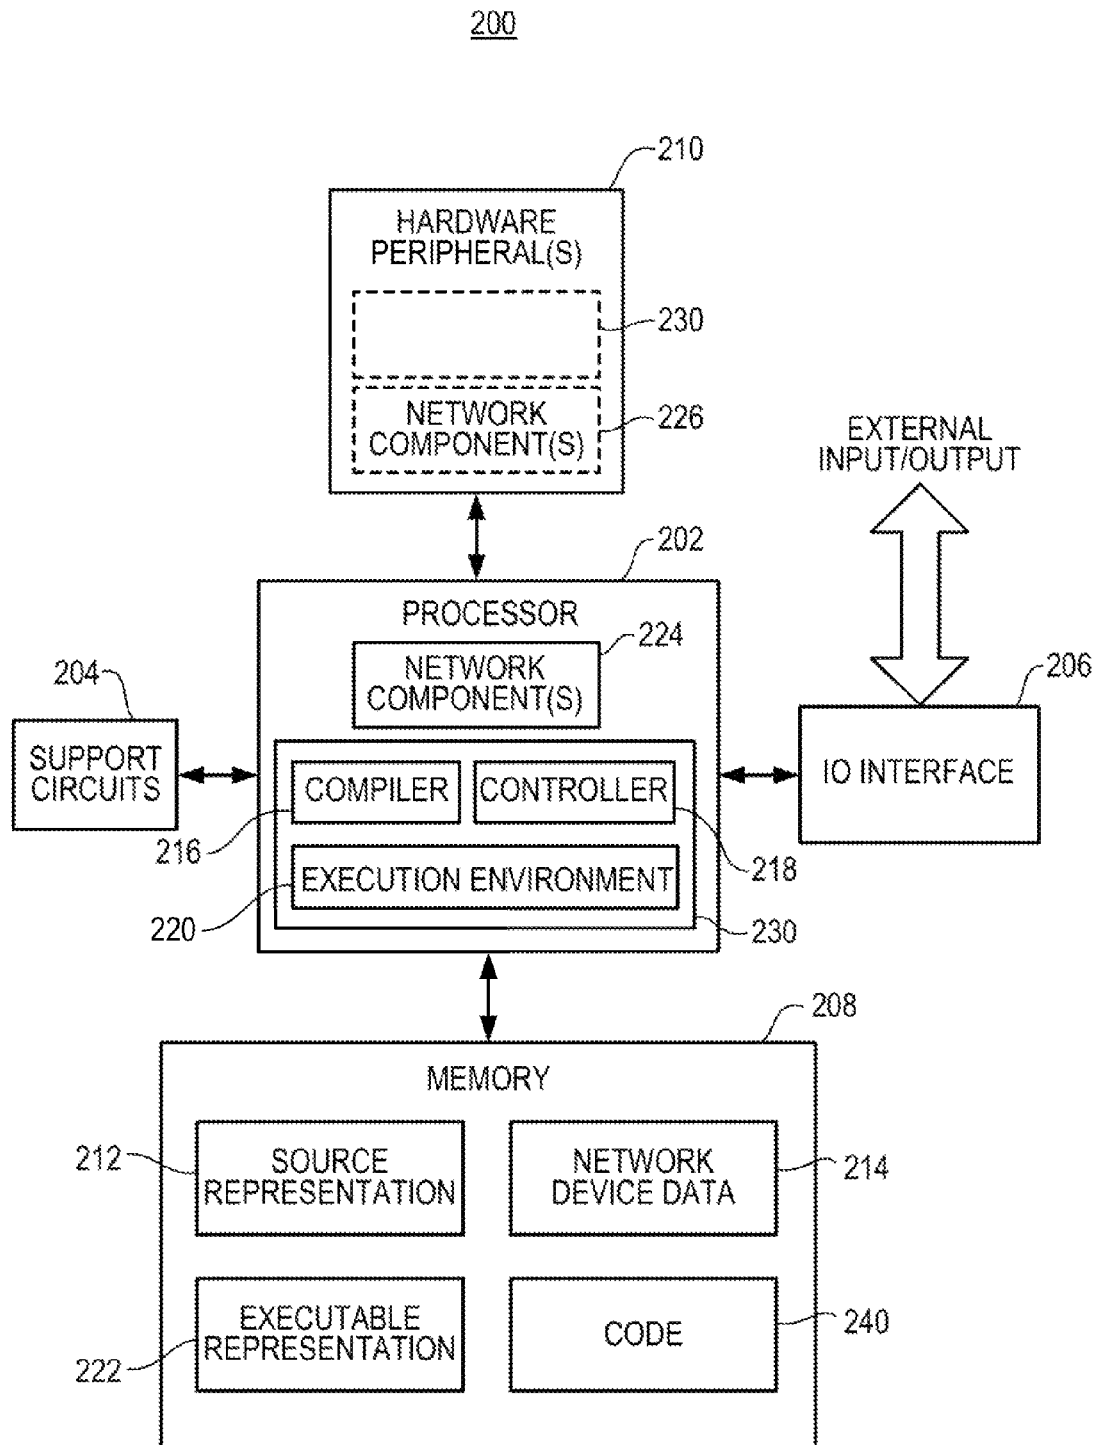 200
210
HARDWARE
PERIPHERAL(S)
230
NETWORK
COMPONENT(S)
226
EXTERNAL
INPUT/OUTPUT
202
PROCESSOR
224
NETWORK
COMPONENT(S)
204
206
SUPPORT
CIRCUITS
COMPILER
CONTROLLER
IO INTERFACE
216
218
EXECUTION ENVIRONMENT
220
230
208
MEMORY
212
SOURCE
REPRESENTATION
NETWORK
DEVICE DATA
214
EXECUTABLE
REPRESENTATION
CODE
240
222